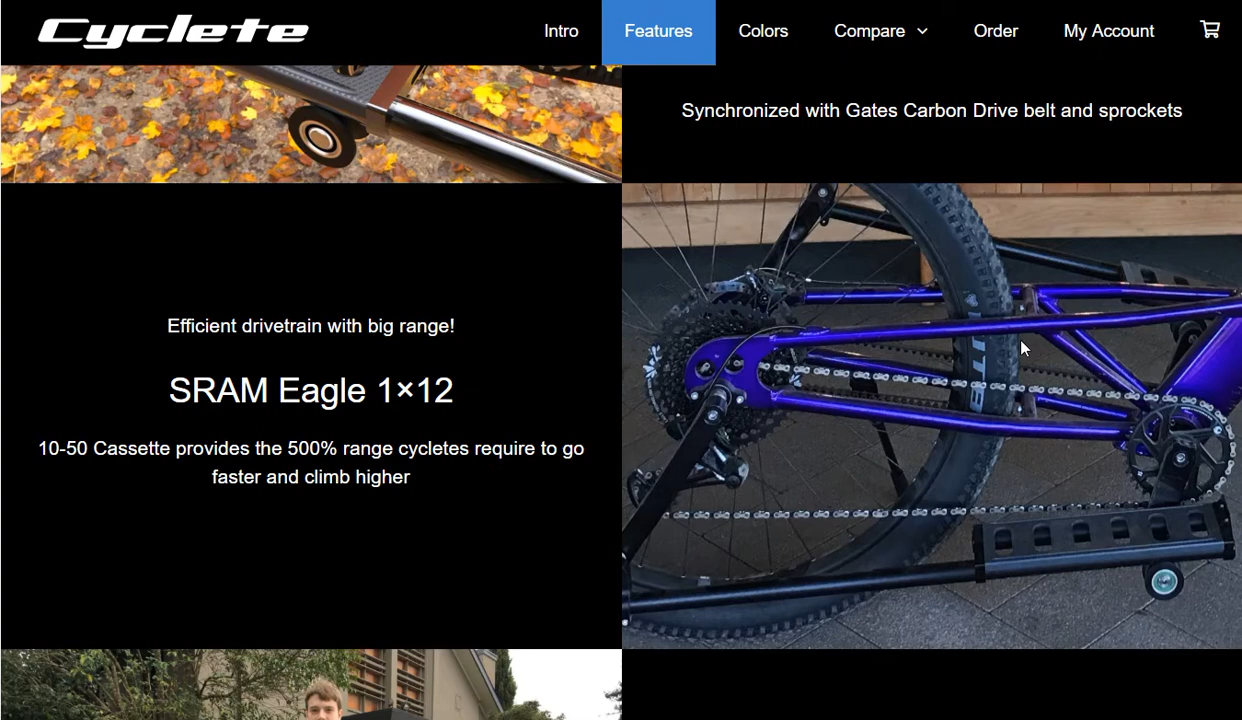 Cyclete
Intro
Features
Colors
Compare
Order
My Account
Synchronized with Gates Carbon Drive belt and sprockets
Efficient drivetrain with big range!
SRAM Eagle 1×12
10-50 Cassette provides the 500% range cycletes require to go
faster and climb higher